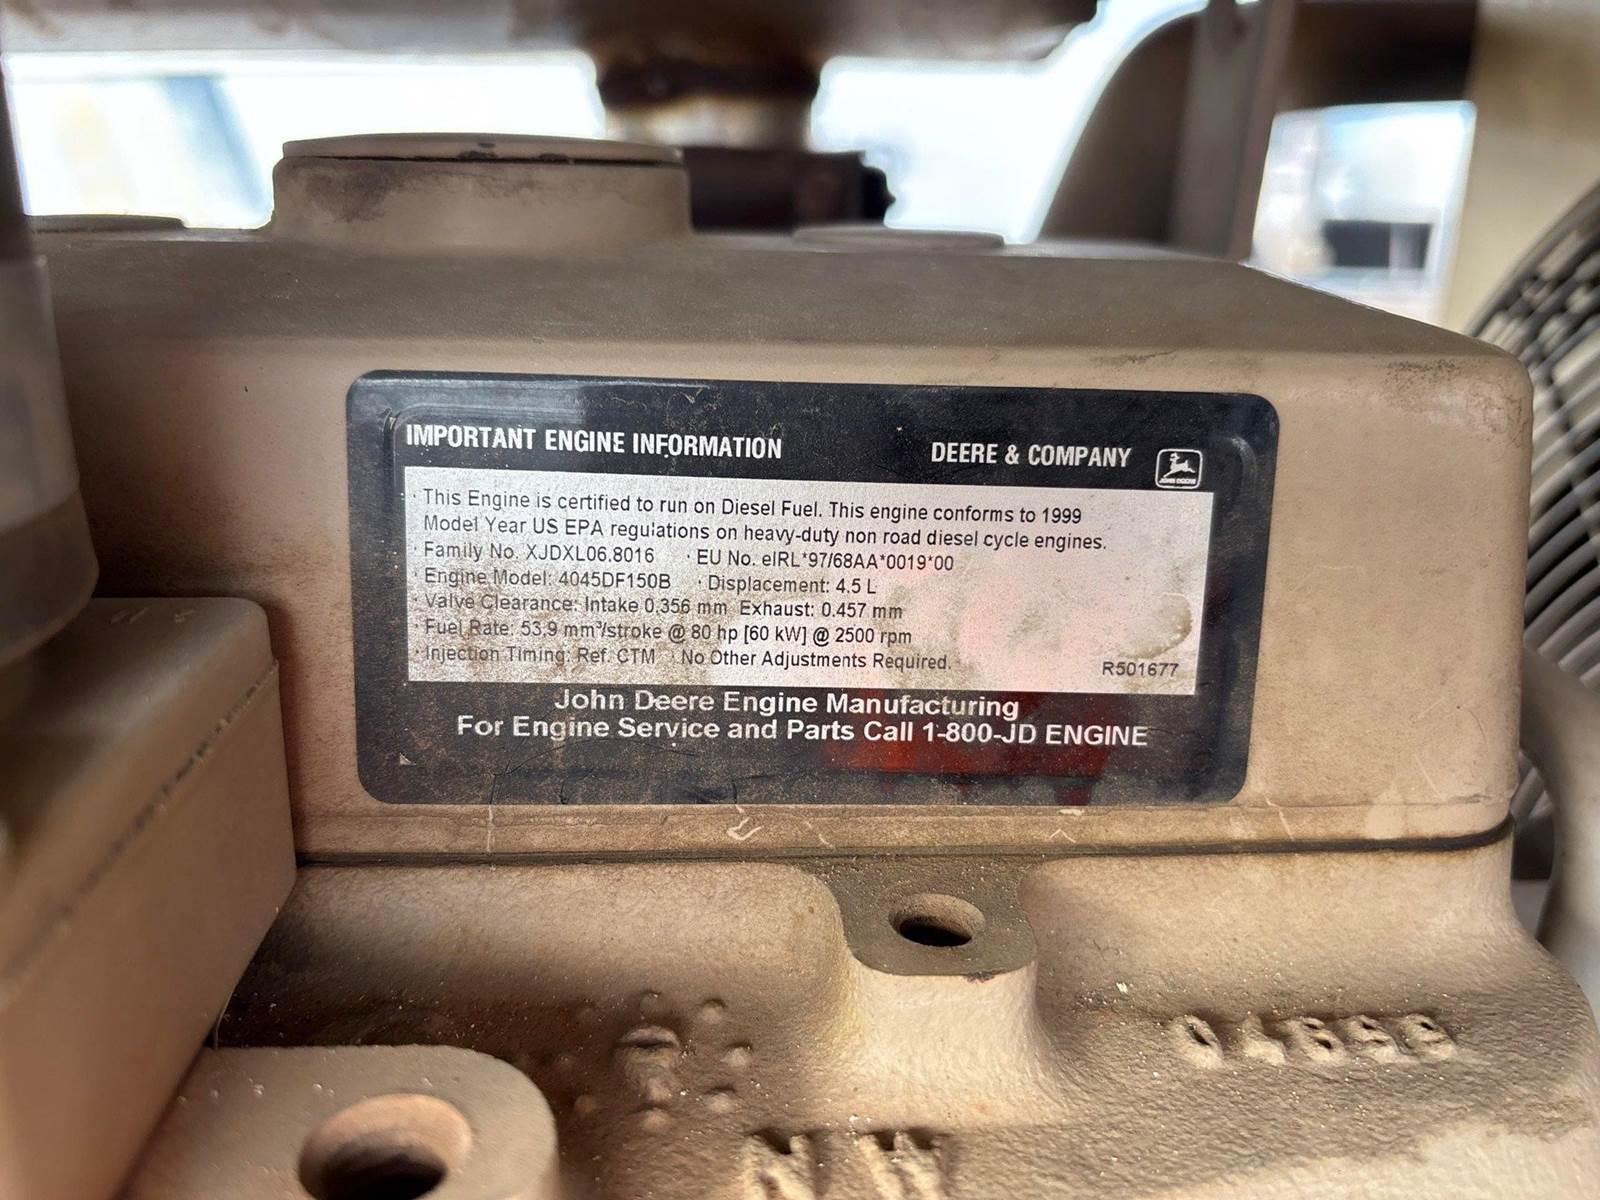 IMPORTANT ENGINE INFORMATION DEERE & COMPANY
JOHN DEERE
· This Engine is certified to run on Diesel Fuel. This engine conforms to 1999
Model Year US EPA regulations on heavy-duty non road diesel cycle engines.
· Family No. XJDXL06.8016 · EU No. eIRL*97/68AA*0019*00
· Engine Model: 4045DF150B · Displacement: 4.5 L
· Valve Clearance: Intake 0.356 mm Exhaust: 0.457 mm
· Fuel Rate: 53.9 mm³/stroke @ 80 hp [60 kW] @ 2500 rpm
· Injection Timing: Ref. CTM · No Other Adjustments Required.
R501677
John Deere Engine Manufacturing
For Engine Service and Parts Call 1-800-JD ENGINE